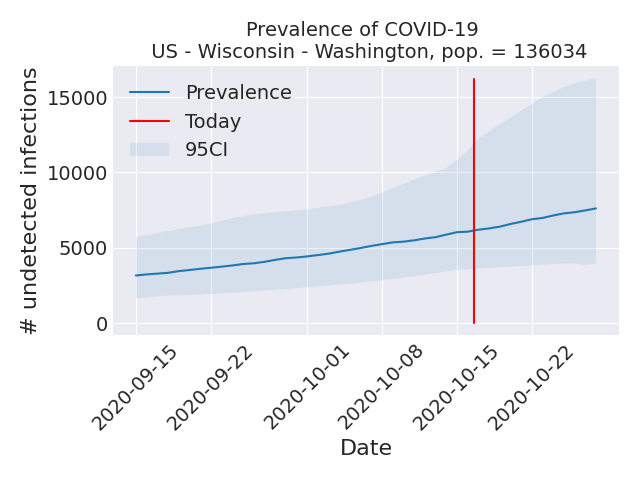 Prevalence of COVID-19
US - Wisconsin - Washington, pop. = 136034
# undetected infections
15000
10000
5000
0
Prevalence
Today
95CI
2020-09-15
2020-09-22
2020-10-01
2020-10-08
2020-10-15
2020-10-22
Date